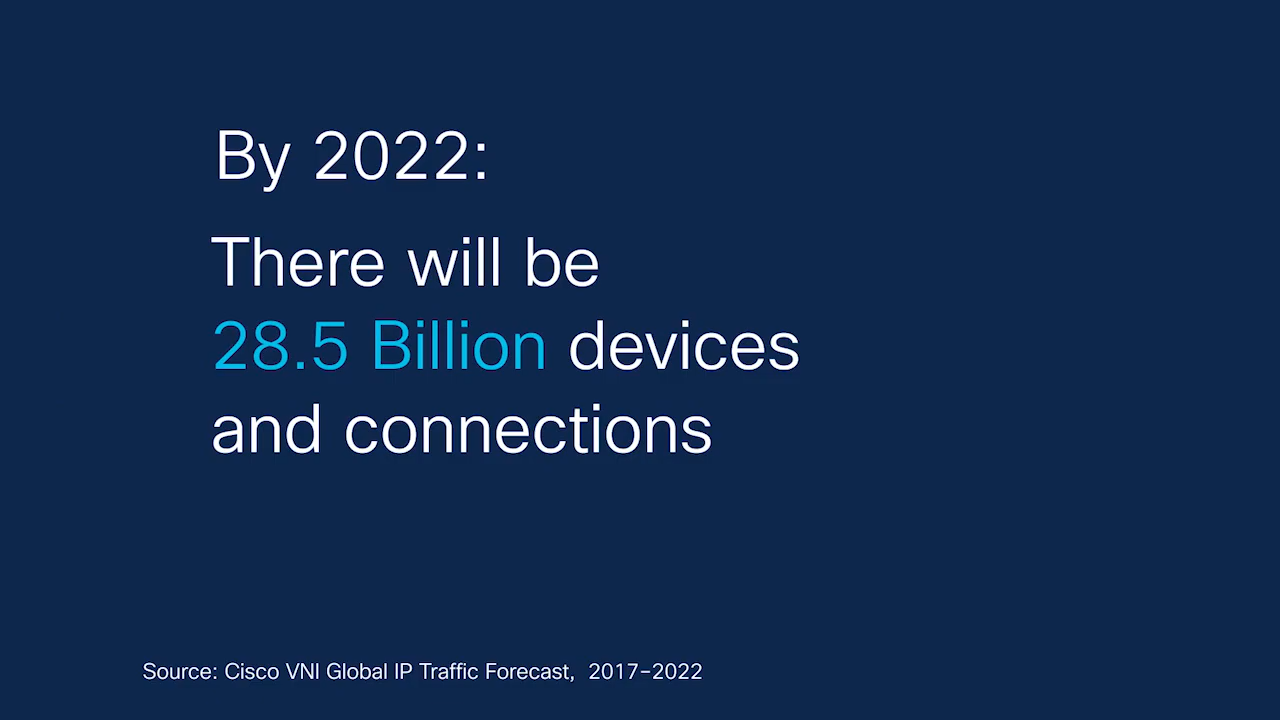 By 2022:
There will be
28.5 Billion devices
and connections
Source: Cisco VNI Global IP Traffic Forecast, 2017–2022